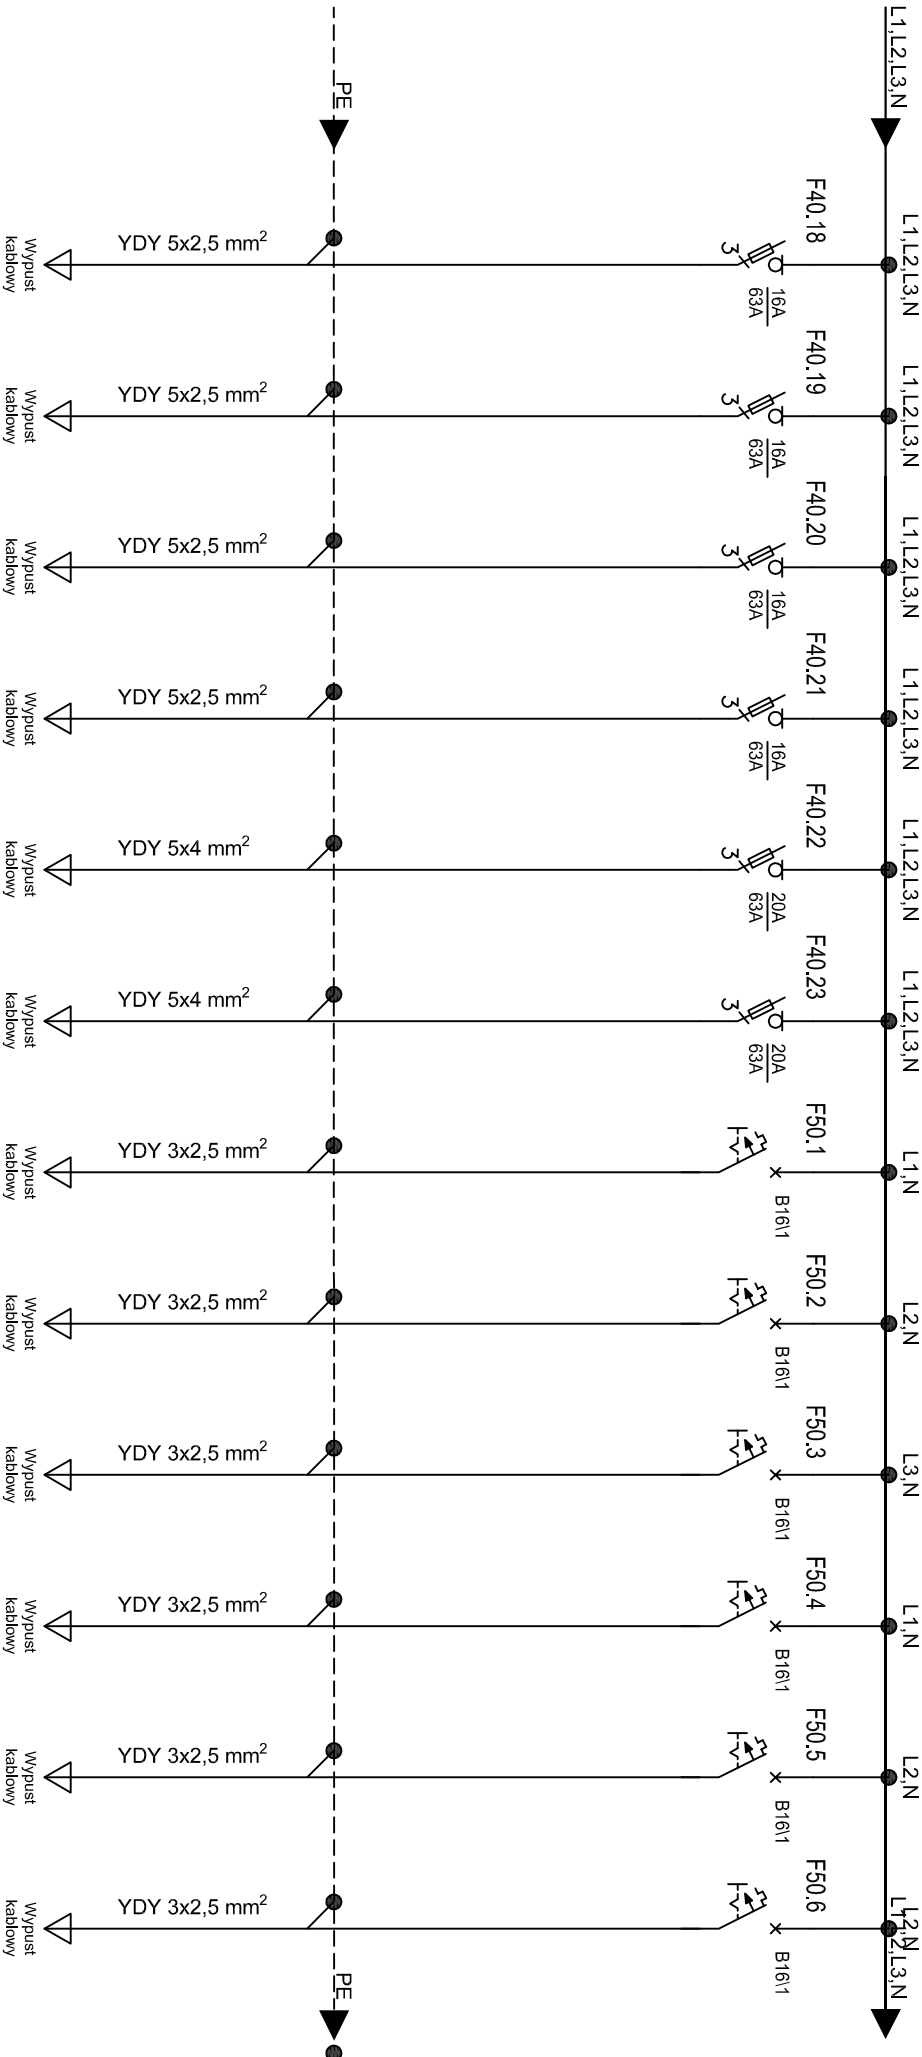 L1,L2,L3,N
PE
L1,L2,L3,N
F40.18
16A
63A
YDY 5x2,5 mm²
Wypust
kablowy
L1,L2,L3,N
F40.19
16A
63A
YDY 5x2,5 mm²
Wypust
kablowy
L1,L2,L3,N
F40.20
16A
63A
YDY 5x2,5 mm²
Wypust
kablowy
L1,L2,L3,N
F40.21
16A
63A
YDY 5x2,5 mm²
Wypust
kablowy
L1,L2,L3,N
F40.22
20A
63A
YDY 5x4 mm²
Wypust
kablowy
L1,L2,L3,N
F40.23
20A
63A
YDY 5x4 mm²
Wypust
kablowy
L1,N
F50.1
B16\1
YDY 3x2,5 mm²
Wypust
kablowy
L2,N
F50.2
B16\1
YDY 3x2,5 mm²
Wypust
kablowy
L3,N
F50.3
B16\1
YDY 3x2,5 mm²
Wypust
kablowy
L1,N
F50.4
B16\1
YDY 3x2,5 mm²
Wypust
kablowy
L2,N
F50.5
B16\1
YDY 3x2,5 mm²
Wypust
kablowy
L2,N
F50.6
B16\1
YDY 3x2,5 mm²
Wypust
kablowy
L1,L2,L3,N
PE
3
3
3
3
3
3